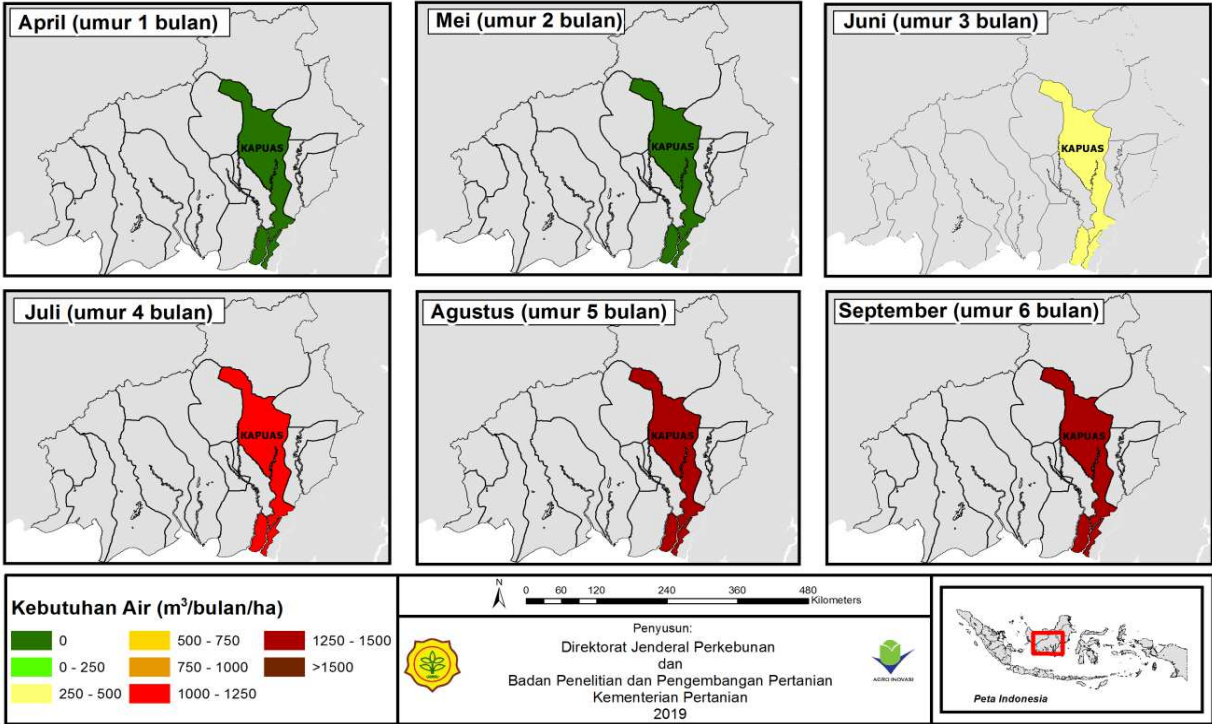 April (umur 1 bulan)
KAPUAS
Mei (umur 2 bulan)
KAPUAS
Juni (umur 3 bulan)
KAPUAS
Juli (umur 4 bulan)
KAPUAS
Agustus (umur 5 bulan)
KAPUAS
September (umur 6 bulan)
KAPUAS
Kebutuhan Air (m³/bulan/ha)
0
0 - 250
250 - 500
500 - 750
750 - 1000
1000 - 1250
1250 - 1500
>1500
N
0 60 120 240 360 480
Kilometers
Penyusun:
Direktorat Jenderal Perkebunan
dan
Badan Penelitian dan Pengembangan Pertanian
Kementerian Pertanian
2019
AGRO INOVASI
Peta Indonesia